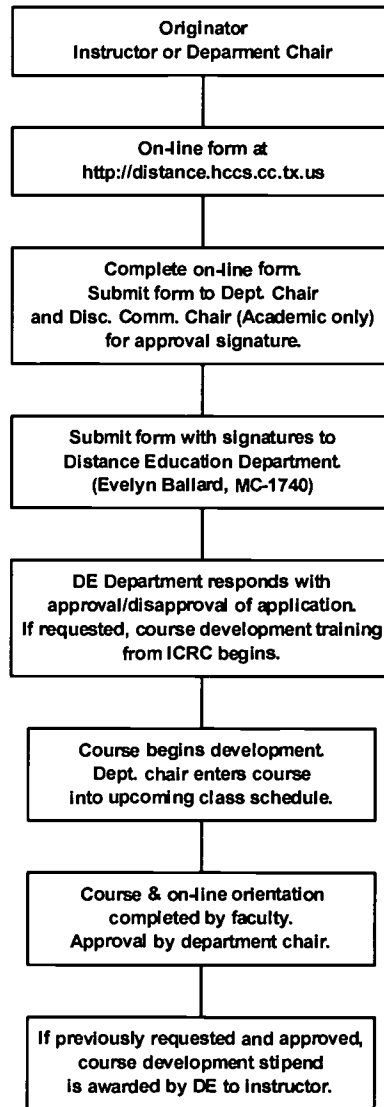 Originator
Instructor or Deparment Chair
On-line form at
http://distance.hccs.cc.tx.us
Complete on-line form.
Submit form to Dept. Chair
and Disc. Comm. Chair (Academic only)
for approval signature.
Submit form with signatures to
Distance Education Department.
(Evelyn Ballard, MC-1740)
DE Department responds with
approval/disapproval of application.
If requested, course development training
from ICRC begins.
Course begins development.
Dept. chair enters course
into upcoming class schedule.
Course & on-line orientation
completed by faculty.
Approval by department chair.
If previously requested and approved,
course development stipend
is awarded by DE to instructor.